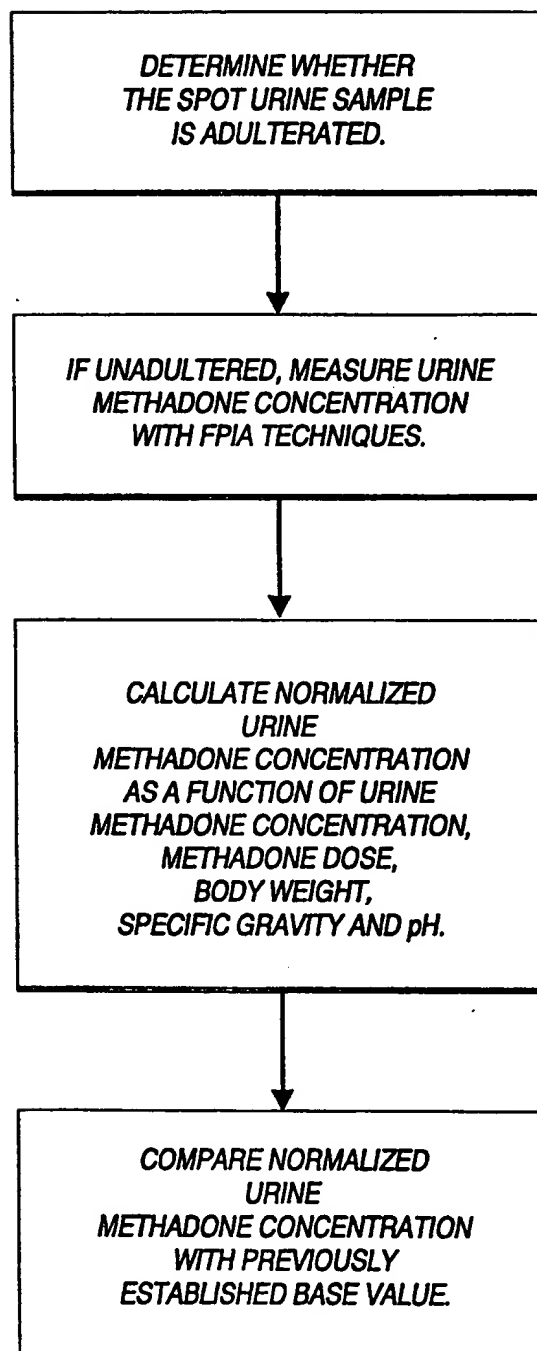 DETERMINE WHETHER
THE SPOT URINE SAMPLE
IS ADULTERATED.
IF UNADULTERED, MEASURE URINE
METHADONE CONCENTRATION
WITH FPIA TECHNIQUES.
CALCULATE NORMALIZED
URINE
METHADONE CONCENTRATION
AS A FUNCTION OF URINE
METHADONE CONCENTRATION,
METHADONE DOSE,
BODY WEIGHT,
SPECIFIC GRAVITY AND pH.
COMPARE NORMALIZED
URINE
METHADONE CONCENTRATION
WITH PREVIOUSLY
ESTABLISHED BASE VALUE.